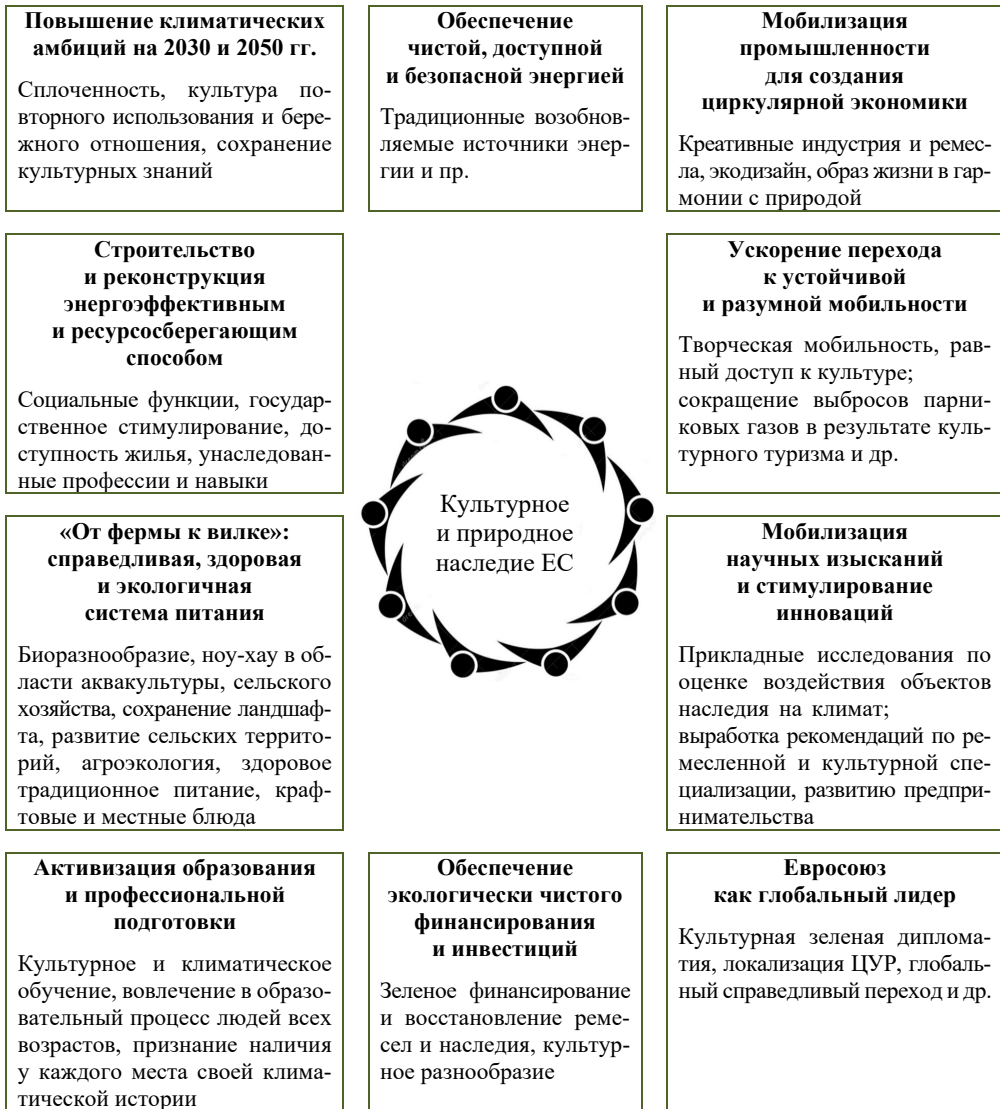 Повышение климатических
амбиций на 2030 и 2050 гг.
Сплоченность, культура по-
вторного использования и бере-
жного отношения, сохранение
культурных знаний
Обеспечение
чистой, доступной
и безопасной энергией
Традиционные возобнов-
ляемые источники энер-
гии и пр.
Мобилизация
промышленности
для создания
циркулярной экономики
Креативные индустрия и ремес-
ла, экодизайн, образ жизни в гар-
монии с природой
Строительство
и реконструкция
энергоэффективным
и ресурсосберегающим
способом
Социальные функции, государ-
ственное стимулирование, до-
ступность жилья, унаследован-
ные профессии и навыки
Ускорение перехода
к устойчивой
и разумной мобильности
Творческая мобильность, рав-
ный доступ к культуре;
сокращение выбросов парни-
ковых газов в результате куль-
турного туризма и др.
Культурное
и природное
наследие ЕС
«От фермы к вилке»:
справедливая, здоровая
и экологичная
система питания
Биоразнообразие, ноу-хау в об-
ласти аквакультуры, сельского
хозяйства, сохранение ландшаф-
та, развитие сельских террито-
рий, агроэкология, здоровое
традиционное питание, краф-
товые и местные блюда
Мобилизация
научных изысканий
и стимулирование
инноваций
Прикладные исследования по
оценке воздействия объектов
наследия на климат;
выработка рекомендаций по ре-
месленной и культурной спе-
циализации, развитию предпри-
нимательства
Активизация образования
и профессиональной
подготовки
Культурное и климатическое
обучение, вовлечение в образо-
вательный процесс людей всех
возрастов, признание наличия
у каждого места своей клима-
тической истории
Обеспечение
экологически чистого
финансирования
и инвестиций
Зеленое финансирование
и восстановление реме-
сел и наследия, культур-
ное разнообразие
Евросоюз
как глобальный лидер
Культурная зеленая диплома-
тия, локализация ЦУР, глобаль-
ный справедливый переход и др.